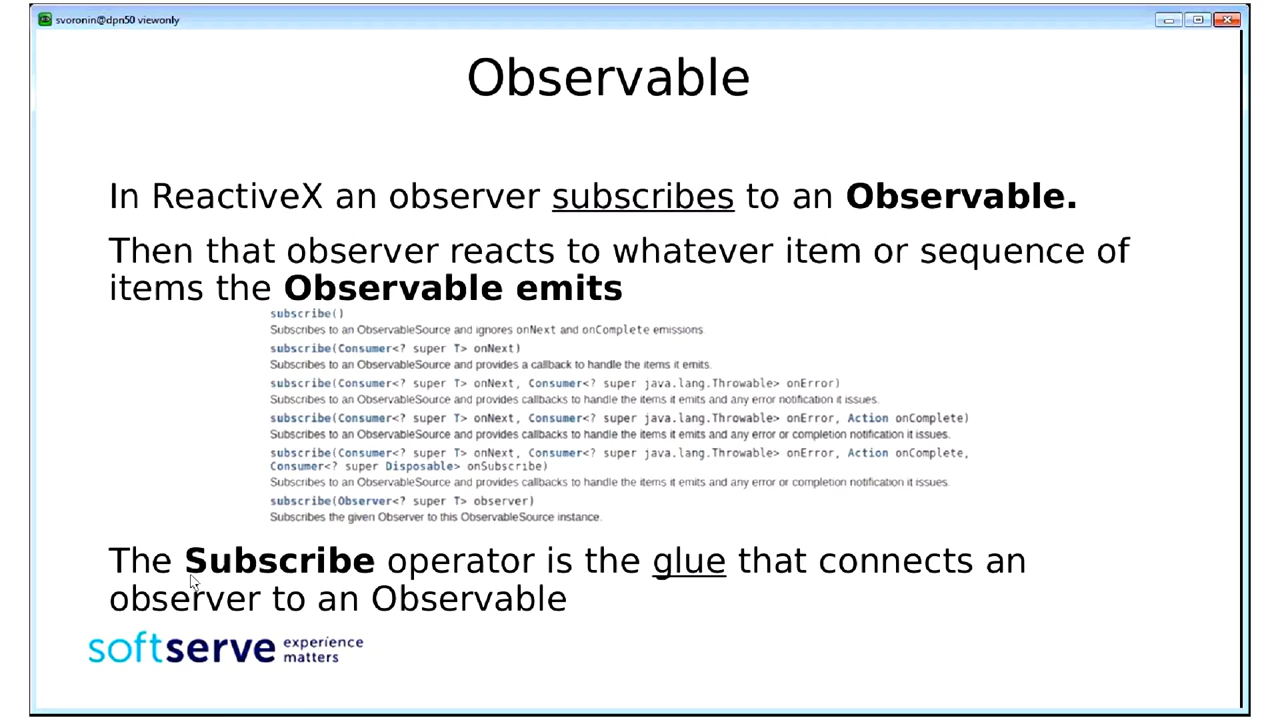 svoronin@dpn50 viewonly
Observable
In ReactiveX an observer subscribes to an Observable.
Then that observer reacts to whatever item or sequence of
items the Observable emits
subscribe()
Subscribes to an ObservableSource and ignores onNext and onComplete emissions.
subscribe(Consumer<? super T> onNext)
Subscribes to an ObservableSource and provides a callback to handle the items it emits.
subscribe(Consumer<? super T> onNext, Consumer<? super java.lang.Throwable> onError)
Subscribes to an ObservableSource and provides callbacks to handle the items it emits and any error notification it issues.
subscribe(Consumer<? super T> onNext, Consumer<? super java.lang.Throwable> onError, Action onComplete)
Subscribes to an ObservableSource and provides callbacks to handle the items it emits and any error or completion notification it issues.
subscribe(Consumer<? super T> onNext, Consumer<? super java.lang.Throwable> onError, Action onComplete,
Consumer<? super Disposable> onSubscribe)
Subscribes to an ObservableSource and provides callbacks to handle the items it emits and any error or completion notification it issues.
subscribe(Observer<? super T> observer)
Subscribes the given Observer to this ObservableSource instance.
The Subscribe operator is the glue that connects an
observer to an Observable
softserve experience
matters